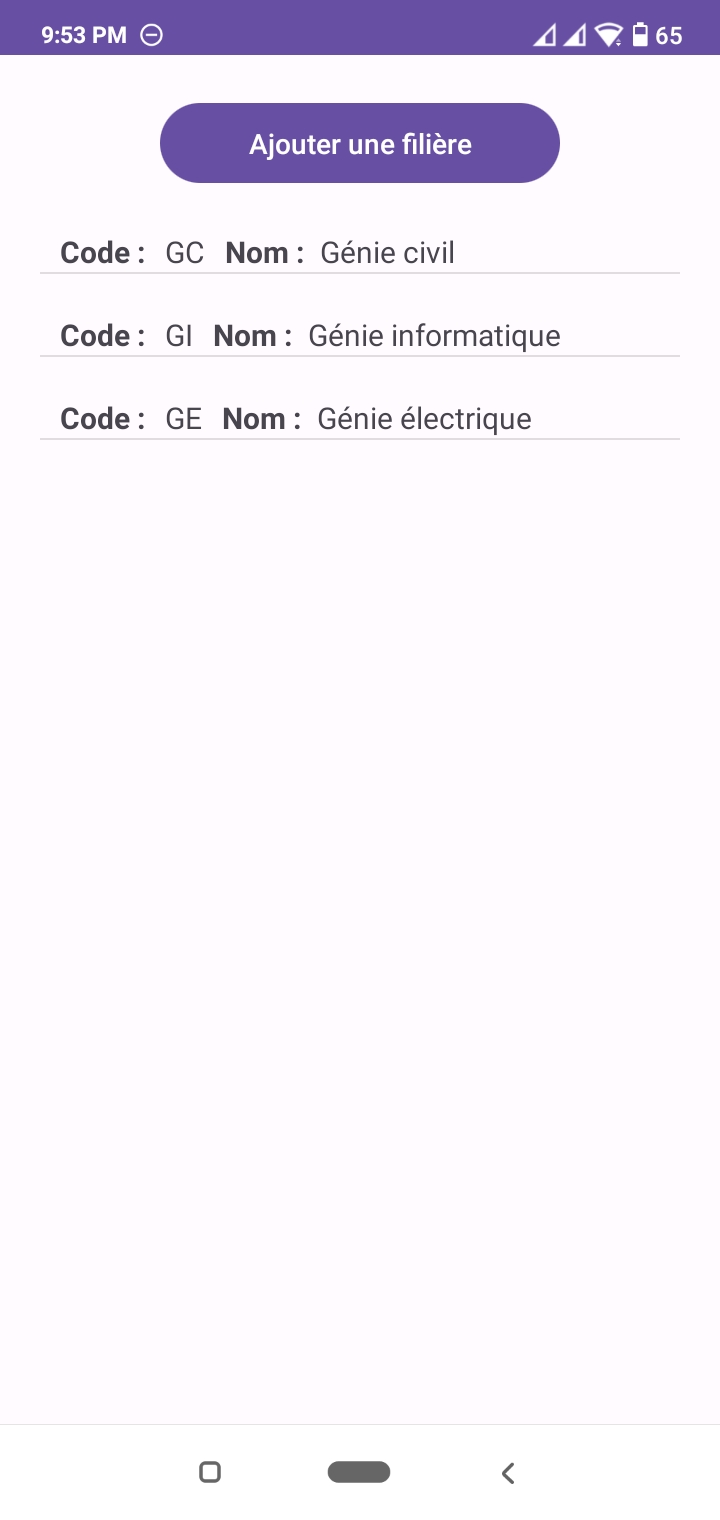 9:53 PM 65
Ajouter une filière
Code : GC Nom : Génie civil
Code : GI Nom : Génie informatique
Code : GE Nom : Génie électrique